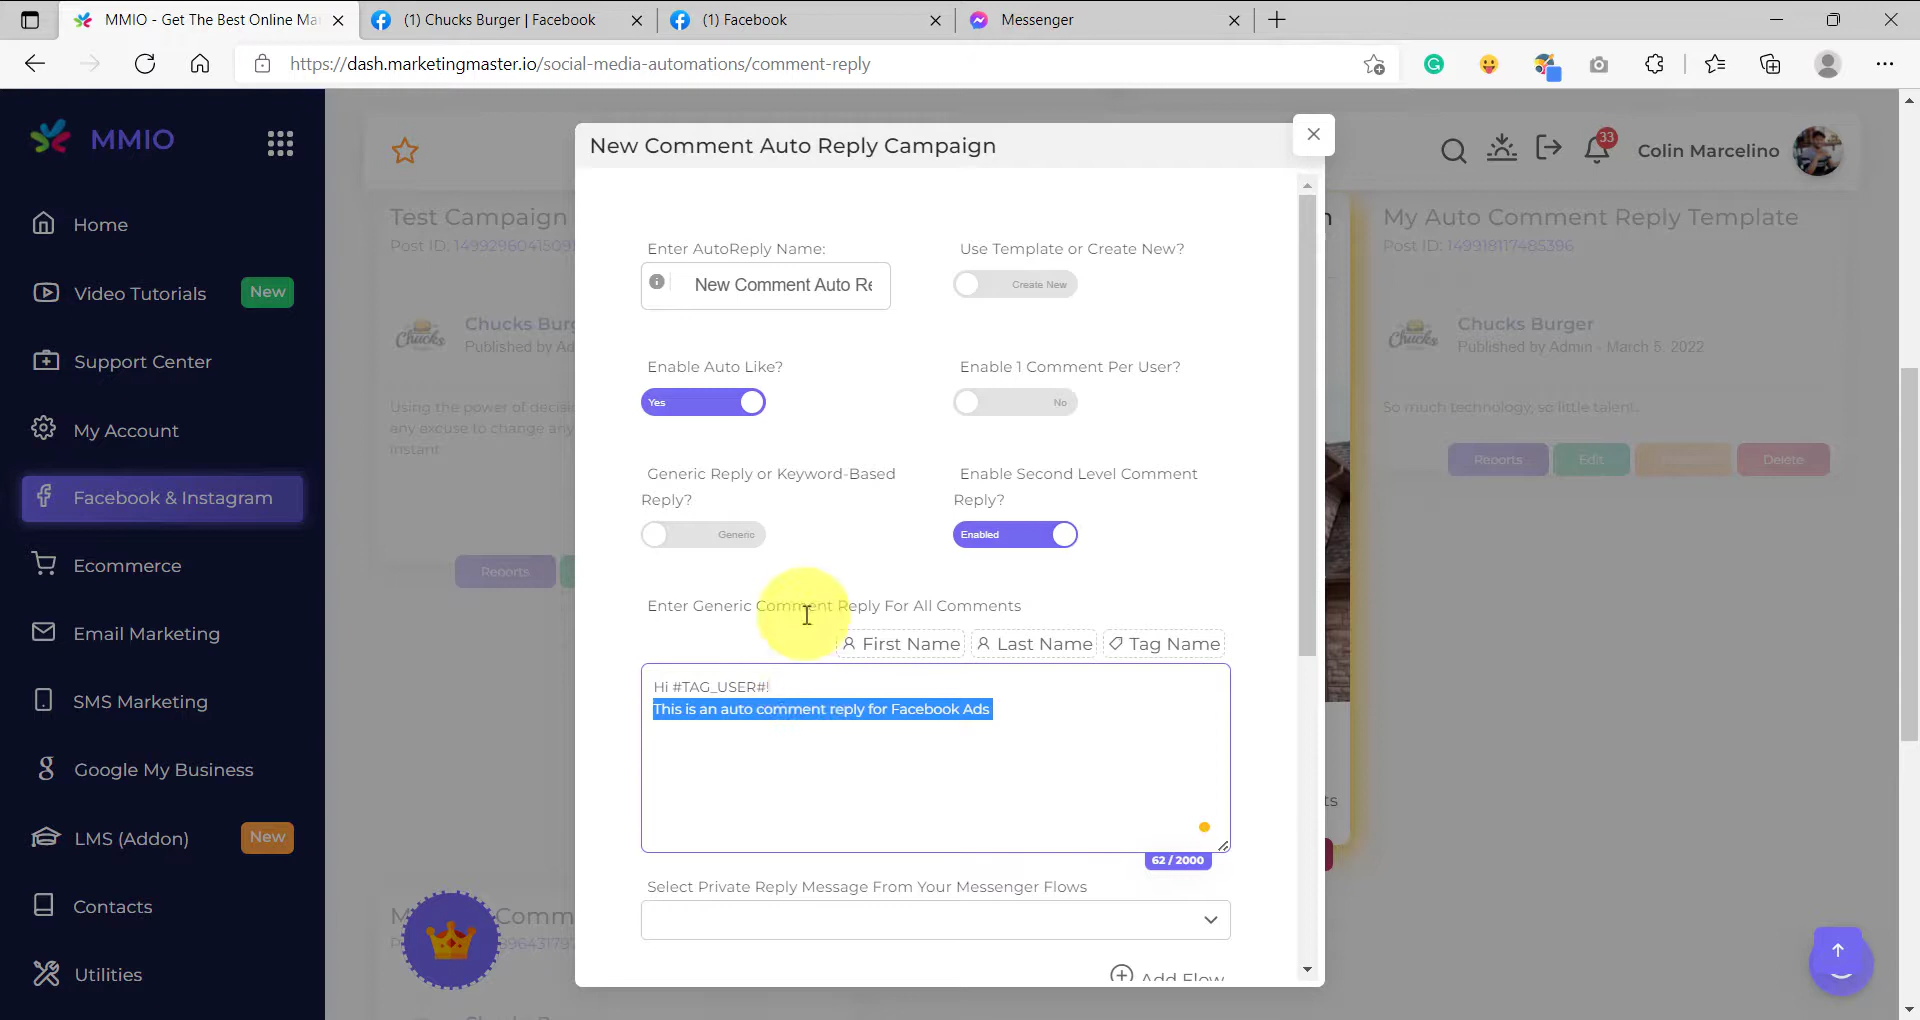 MMIO - Get The Best Online Ma
(1) Chucks Burger | Facebook
(1) Facebook
Messenger
https://dash.marketingmaster.io/social-media-automations/comment-reply
MMIO
Home
Video Tutorials
New
Support Center
My Account
Facebook & Instagram
Ecommerce
Email Marketing
SMS Marketing
Google My Business
LMS (Addon)
New
Contacts
Utilities
33
Colin Marcelino
Test Campaign
Post ID:
Chucks Burg
Published by Ad
Using the power of decisi
any excuse to change any
instant
Reports
New Comment Auto Reply Campaign
Enter AutoReply Name:
New Comment Auto Re
Use Template or Create New?
Create New
Enable Auto Like?
Yes
Enable 1 Comment Per User?
No
Generic Reply or Keyword-Based
Reply?
Generic
Enable Second Level Comment
Reply?
Enabled
Enter Generic Comment Reply For All Comments
First Name
Last Name
Tag Name
Hi #TAG_USER#!
This is an auto comment reply for Facebook Ads
62 / 2000
Select Private Reply Message From Your Messenger Flows
Add Flow
My Auto Comment Reply Template
Post ID: 149918117485396
Chucks
Chucks Burger
Published by Admin - March 5, 2022
So much technology, so little talent.
Reports
Edit
Delete
Comm